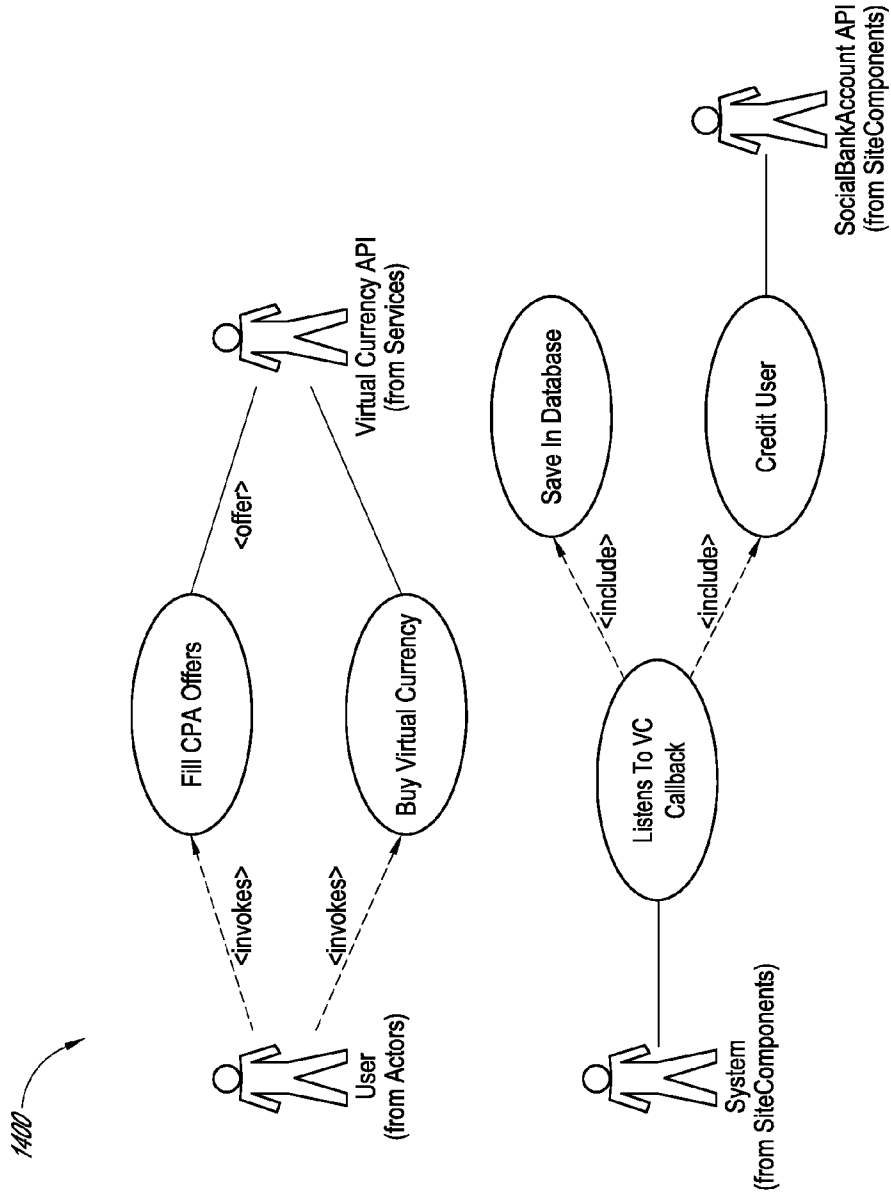 1400
Fill CPA Offers
<offer>
<invokes>
<invokes>
Buy Virtual Currency
User
(from Actors)
Virtual Currency API
(from Services)
Save In Database
<include>
Listens To VC
Callback
<include>
Credit User
System
(from SiteComponents)
SocialBankAccount API
(from SiteComponents)